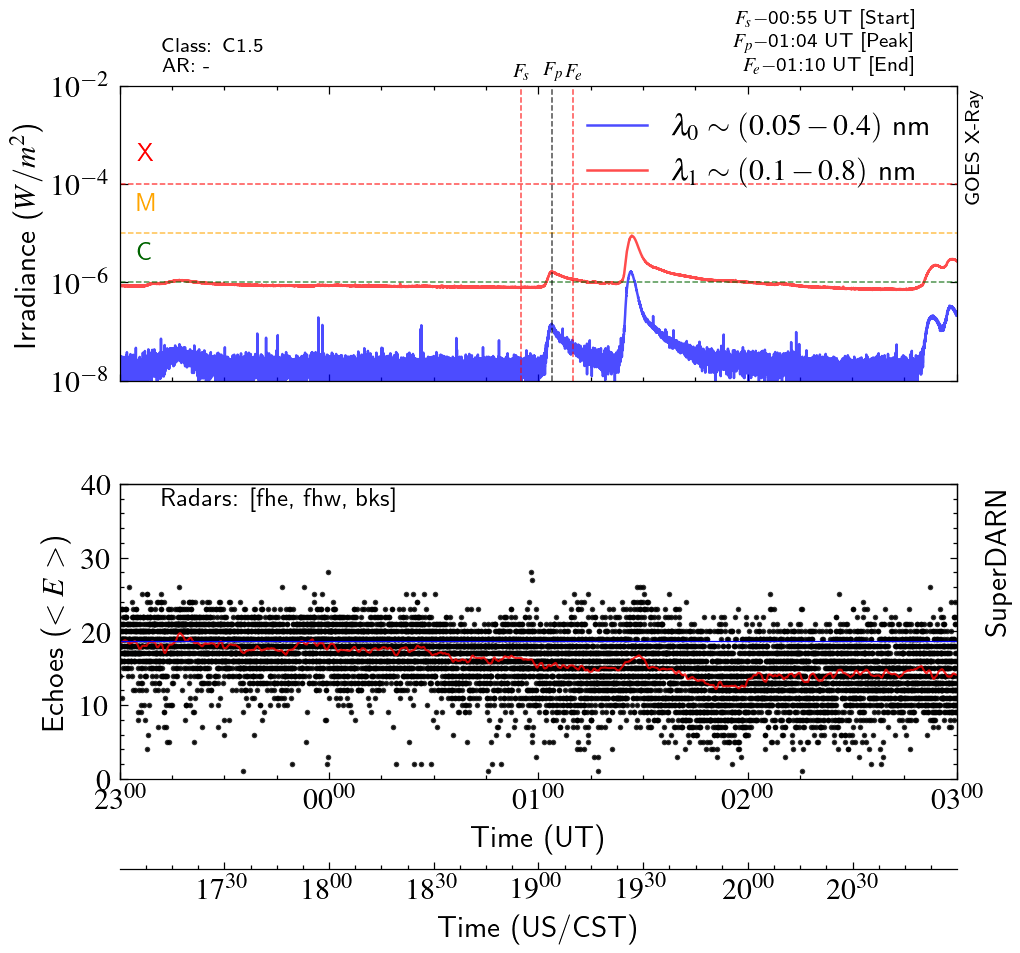 Class: C1.5
AR: -
Fₛ−00:55 UT [Start]
Fₚ−01:04 UT [Peak]
Fₑ−01:10 UT [End]
Fₛ Fₚ Fₑ
10⁻²
10⁻⁴
10⁻⁶
10⁻⁸
Irradiance (W/m²)
X
M
C
λ₀ ∼ (0.05−0.4) nm
λ₁ ∼ (0.1−0.8) nm
GOES X-Ray
Radars: [fhe, fhw, bks]
40
30
20
10
0
Echoes (<E>)
SuperDARN
23⁰⁰ 00⁰⁰ 01⁰⁰ 02⁰⁰ 03⁰⁰
Time (UT)
17³⁰ 18⁰⁰ 18³⁰ 19⁰⁰ 19³⁰ 20⁰⁰ 20³⁰
Time (US/CST)